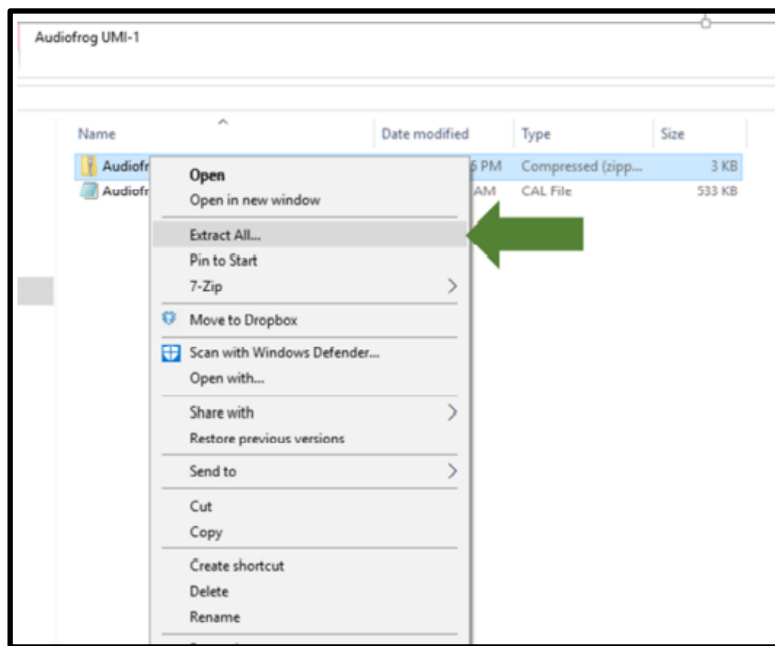 Audiofrog UMI-1
Name Date modified Type Size
Audiofr PM Compressed (zipp... 3 KB
Audiofr AM CAL File 533 KB
Open
Open in new window
Extract All...
Pin to Start
7-Zip
Move to Dropbox
Scan with Windows Defender...
Open with...
Share with
Restore previous versions
Send to
Cut
Copy
Create shortcut
Delete
Rename